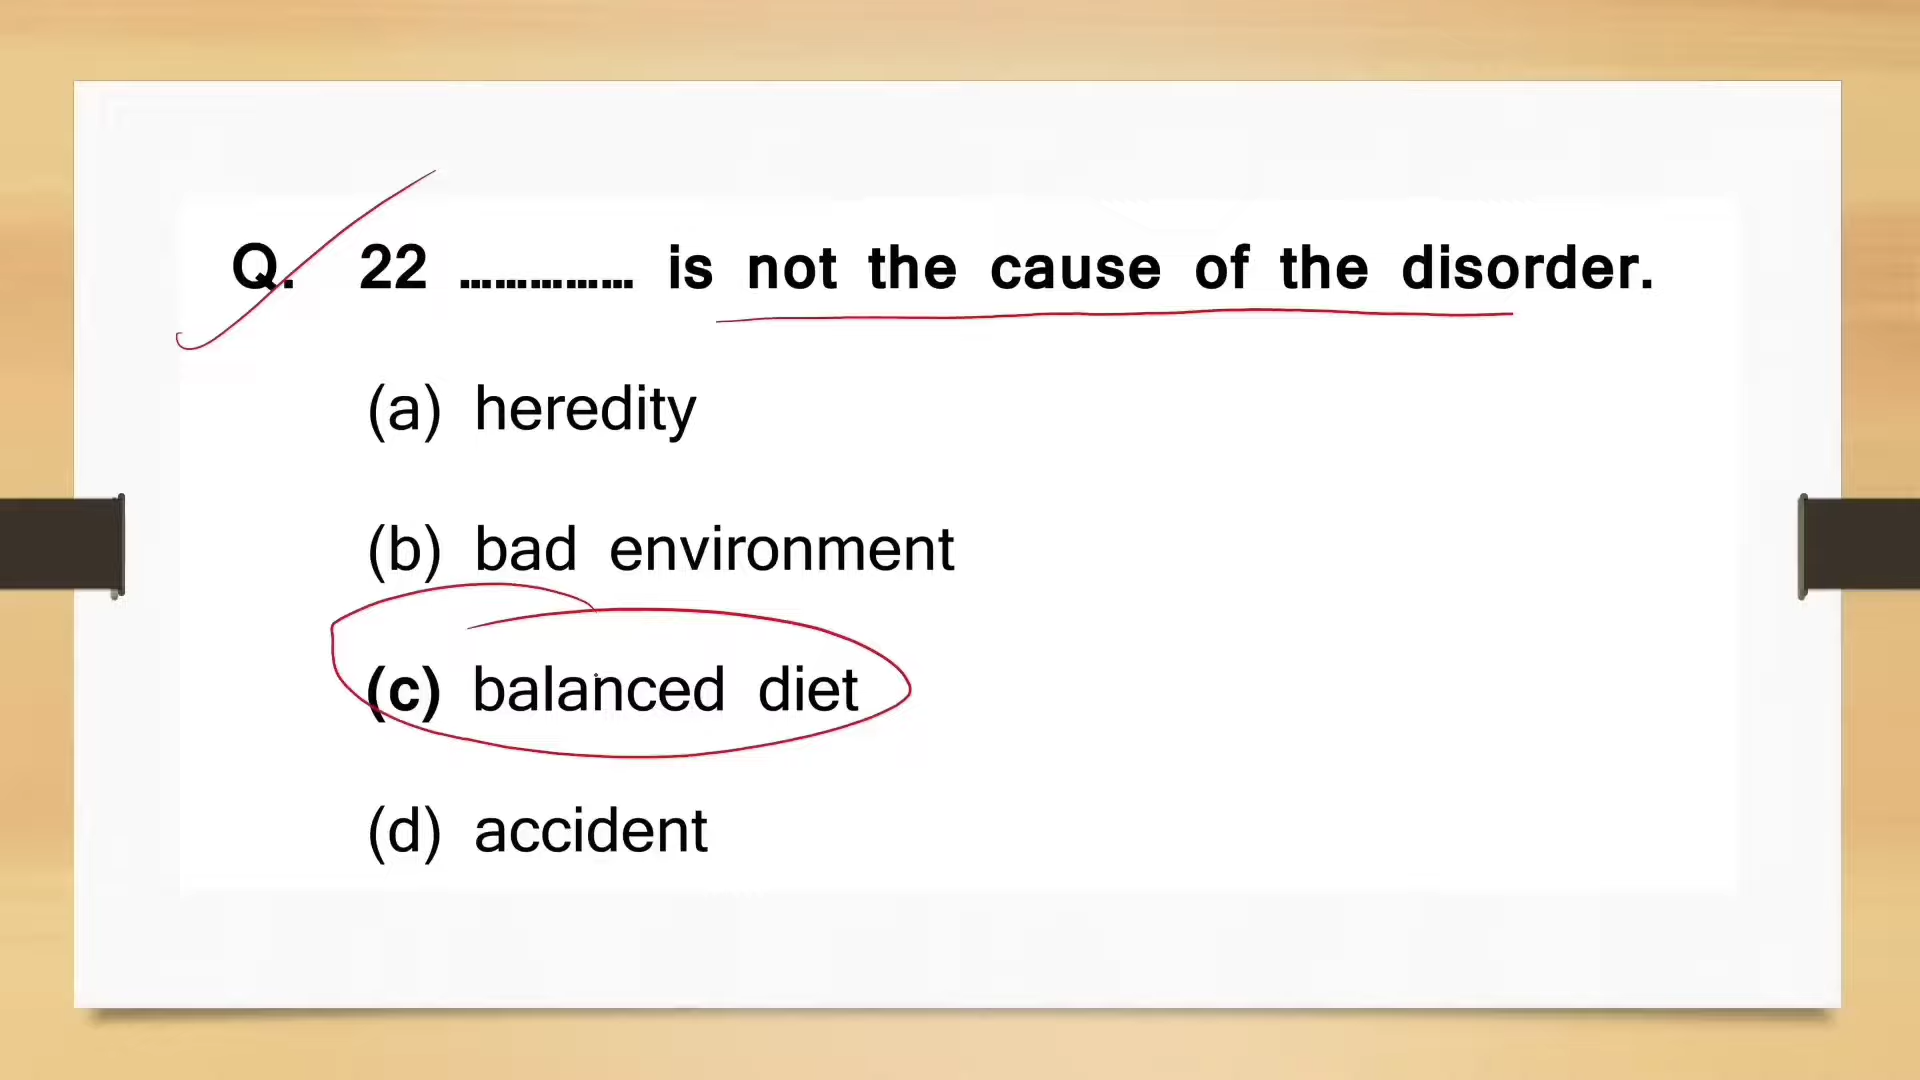 Q. 22 ............... is not the cause of the disorder.
(a) heredity
(b) bad environment
(c) balanced diet
(d) accident